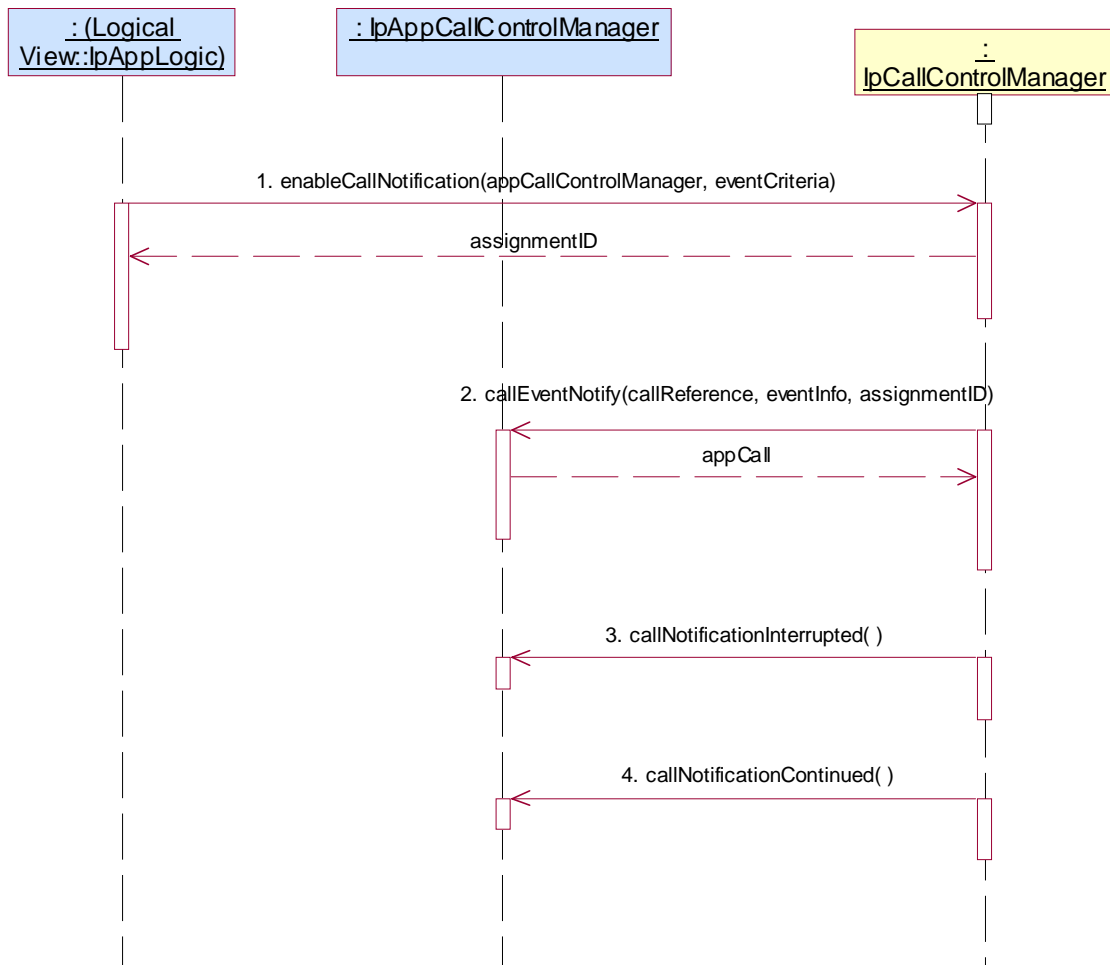 : (Logical
View::IpAppLogic)
: IpAppCallControlManager
:
IpCallControlManager
1. enableCallNotification(appCallControlManager, eventCriteria)
assignmentID
2. callEventNotify(callReference, eventInfo, assignmentID)
appCall
3. callNotificationInterrupted( )
4. callNotificationContinued( )